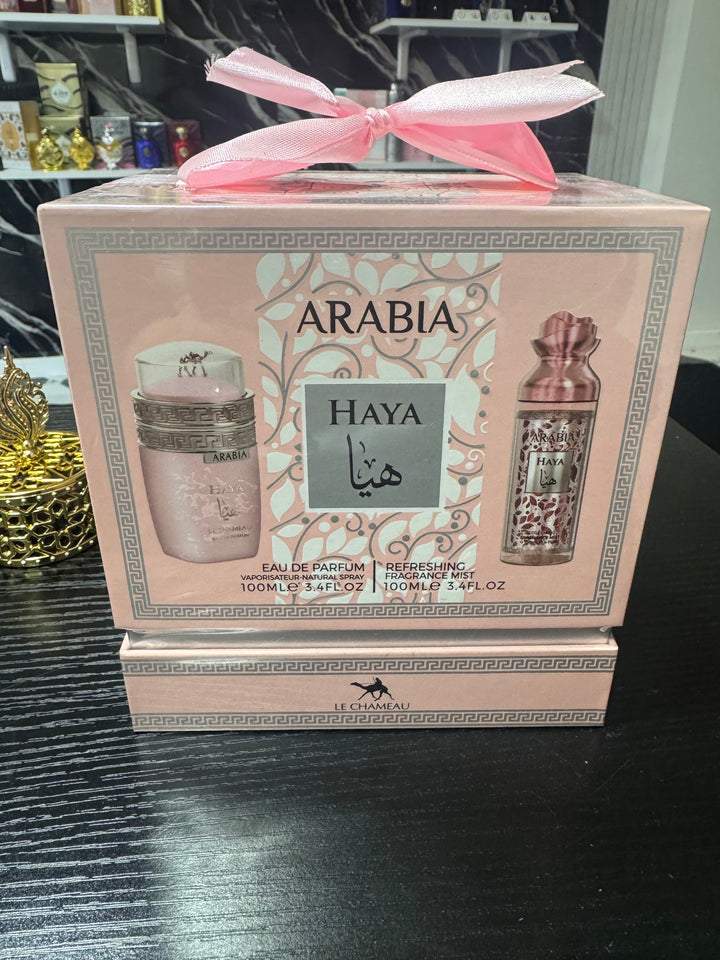 ARABIA
HAYA
هيا
ARABIA
HAYA
هيا
ARABIA
HAYA
هيا
EAU DE PARFUM
VAPORISATEUR-NATURAL SPRAY
100MLe 3.4FL.OZ
REFRESHING
FRAGRANCE MIST
100MLe 3.4FL.OZ
LE CHAMEAU